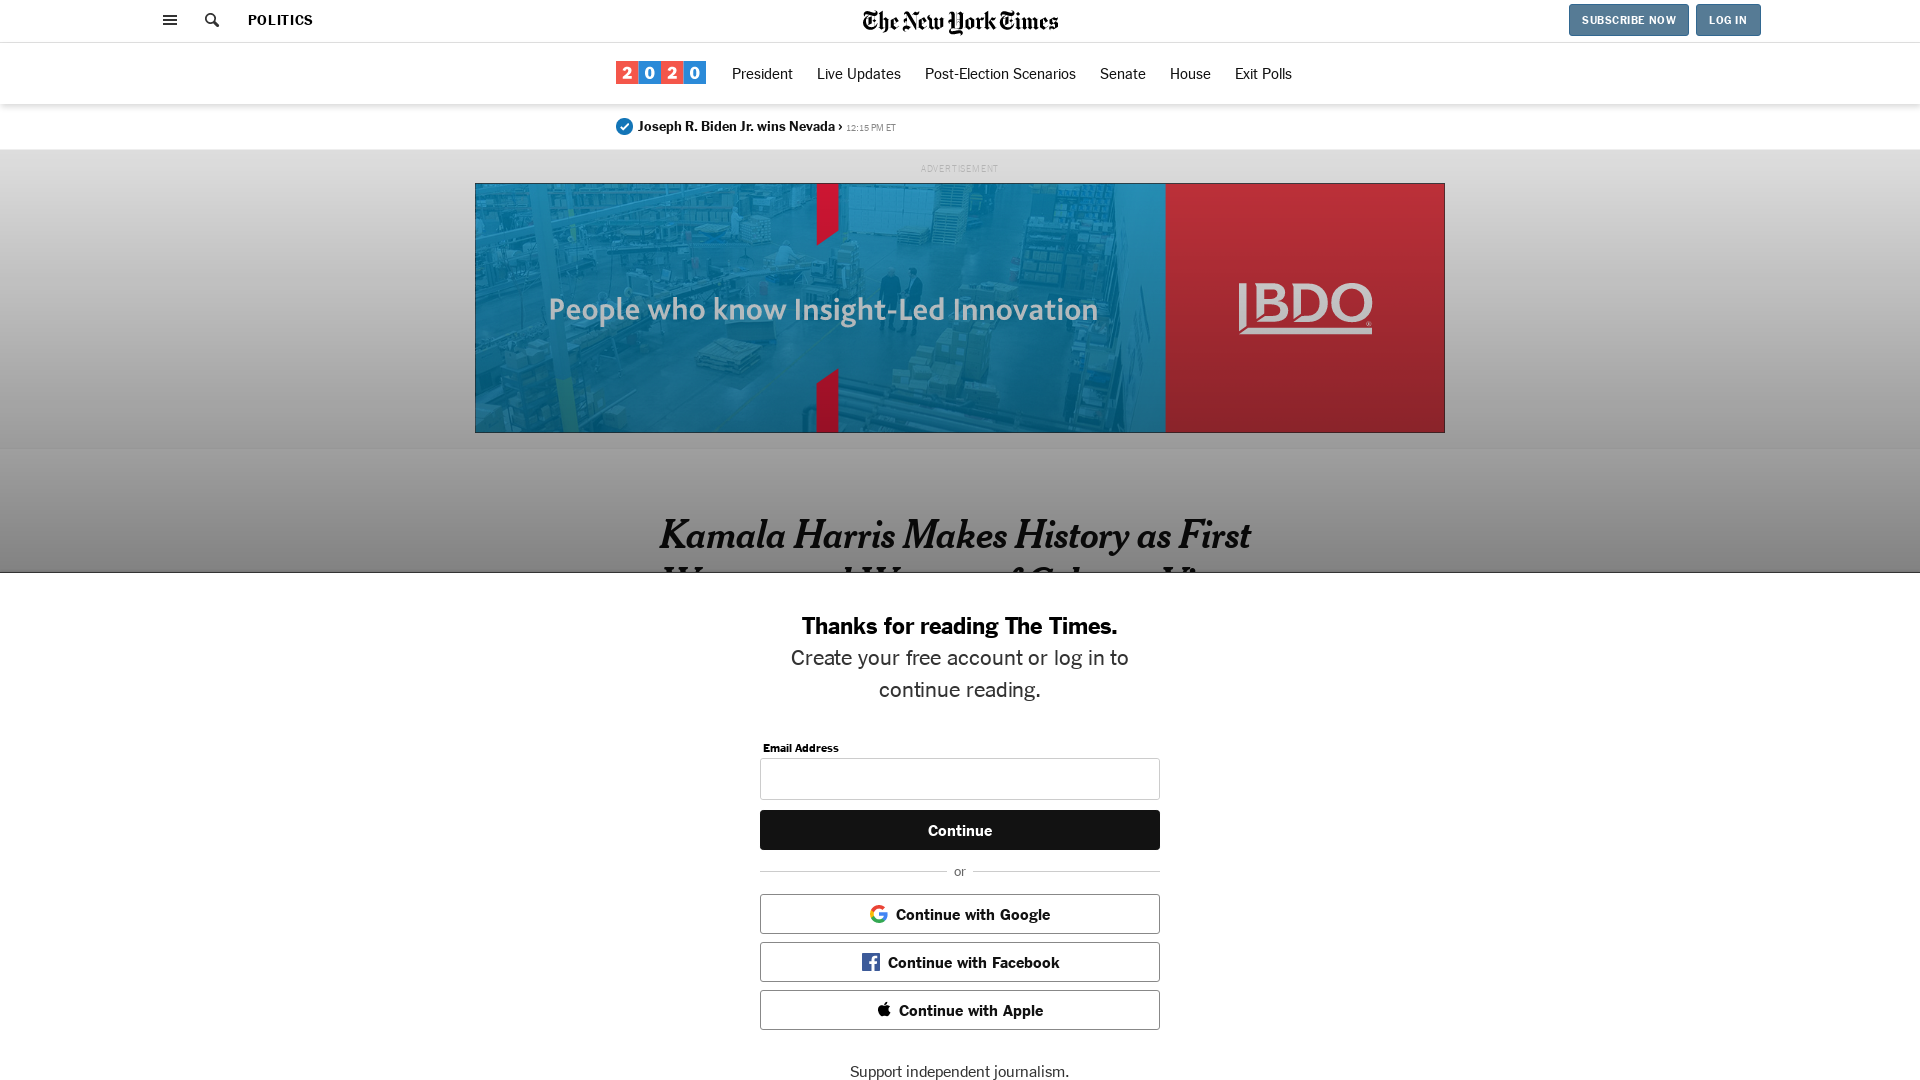 POLITICS
The New York Times
SUBSCRIBE NOW
LOG IN
2020
President
Live Updates
Post-Election Scenarios
Senate
House
Exit Polls
Joseph R. Biden Jr. wins Nevada › 12:15 PM ET
ADVERTISEMENT
People who know Insight-Led Innovation
BDO
Kamala Harris Makes History as First
Thanks for reading The Times.
Create your free account or log in to
continue reading.
Email Address
Continue
or
Continue with Google
Continue with Facebook
Continue with Apple
Support independent journalism.